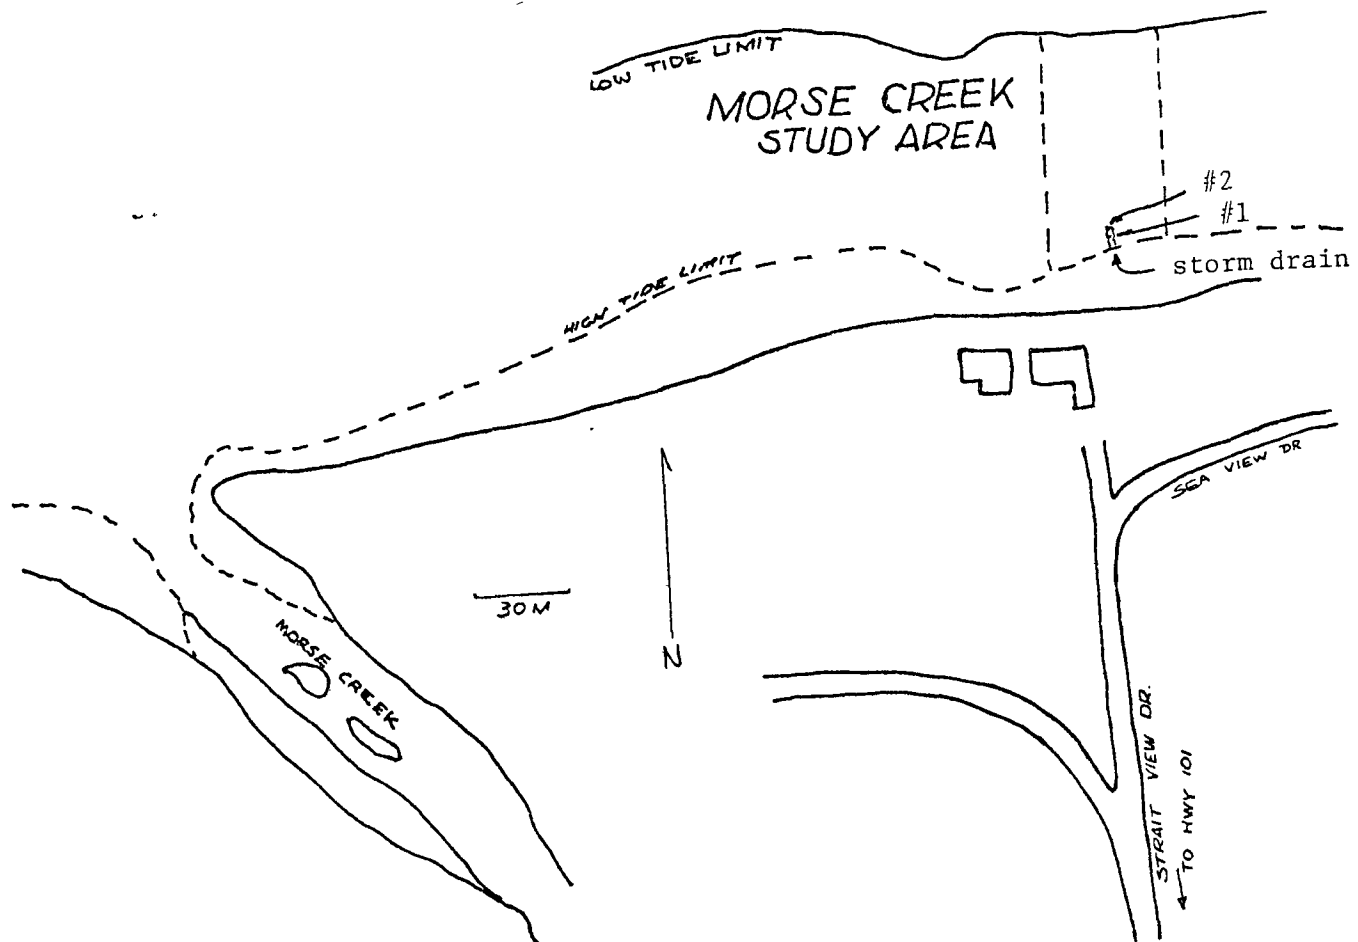 LOW TIDE LIMIT
MORSE CREEK
STUDY AREA
#2
#1
storm drain
HIGH TIDE LIMIT
SEA VIEW DR
30 M
N
MORSE CREEK
STRAIT VIEW DR.
TO HWY 101